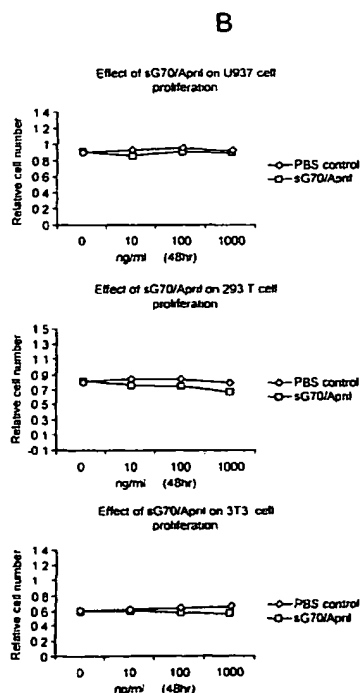 B
Effect of sG70/April on U937 cell
proliferation
Relative cell number
1 4
1 2
1
0 8
0 6
0 4
0 2
0
0 10 100 1000
ng/ml (48hr)
PBS control
sG70/April
Effect of sG70/April on 293 T cell
proliferation
Relative cell number
1 5
1 3
1 1
0 9
0 7
0 5
0 3
0 1
-0 1
0 10 100 1000
ng/ml (48hr)
PBS control
sG70/April
Effect of sG70/April on 3T3 cell
proliferation
Relative cell number
1 4
1 2
1
0 8
0 6
0 4
0 2
0
0 10 100 1000
ng/ml (48hr)
PBS control
sG70/April